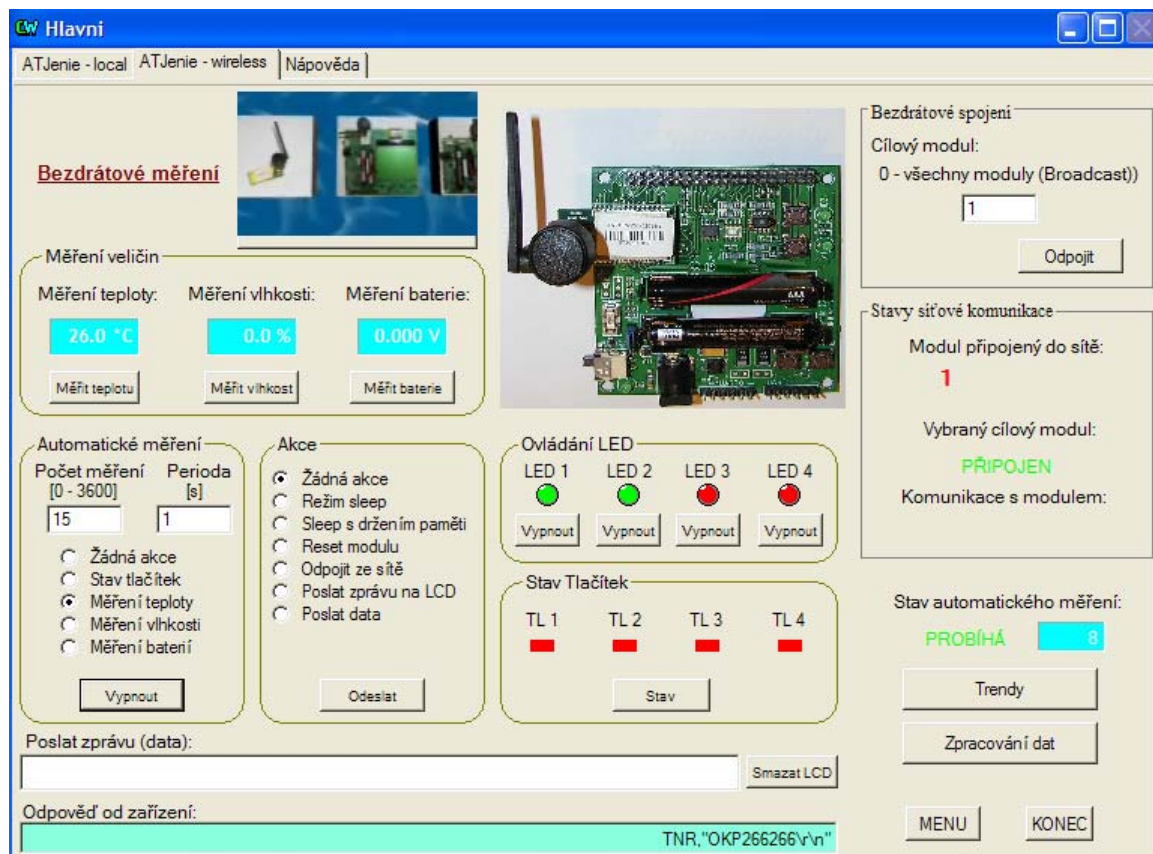 Hlavni
ATJenie - local ATJenie - wireless Nápověda
Bezdrátové měření
Měření veličin
Měření teploty: Měření vlhkosti: Měření baterie:
26.0 °C 0.0 % 0.000 V
Měřit teplotu Měřit vlhkost Měřit baterie
Automatické měření
Počet měření Perioda
[0 - 3600] [s]
15 1
Žádná akce
Stav tlačítek
Měření teploty
Měření vlhkosti
Měření baterií
Vypnout
Akce
Žádná akce
Režim sleep
Sleep s držením paměti
Reset modulu
Odpojit ze sítě
Poslat zprávu na LCD
Poslat data
Odeslat
Ovládání LED
LED 1 LED 2 LED 3 LED 4
Vypnout Vypnout Vypnout Vypnout
Stav Tlačítek
TL 1 TL 2 TL 3 TL 4
Stav
Bezdrátové spojení
Cílový modul:
0 - všechny moduly (Broadcast))
1
Odpojit
Stavy síťové komunikace
Modul připojený do sítě:
1
Vybraný cílový modul:
PŘIPOJEN
Komunikace s modulem:
Stav automatického měření:
PROBÍHÁ 8
Trendy
Zpracování dat
MENU KONEC
Poslat zprávu (data):
Smazat LCD
Odpověď od zařízení:
TNR,"OKP266266\r\n"